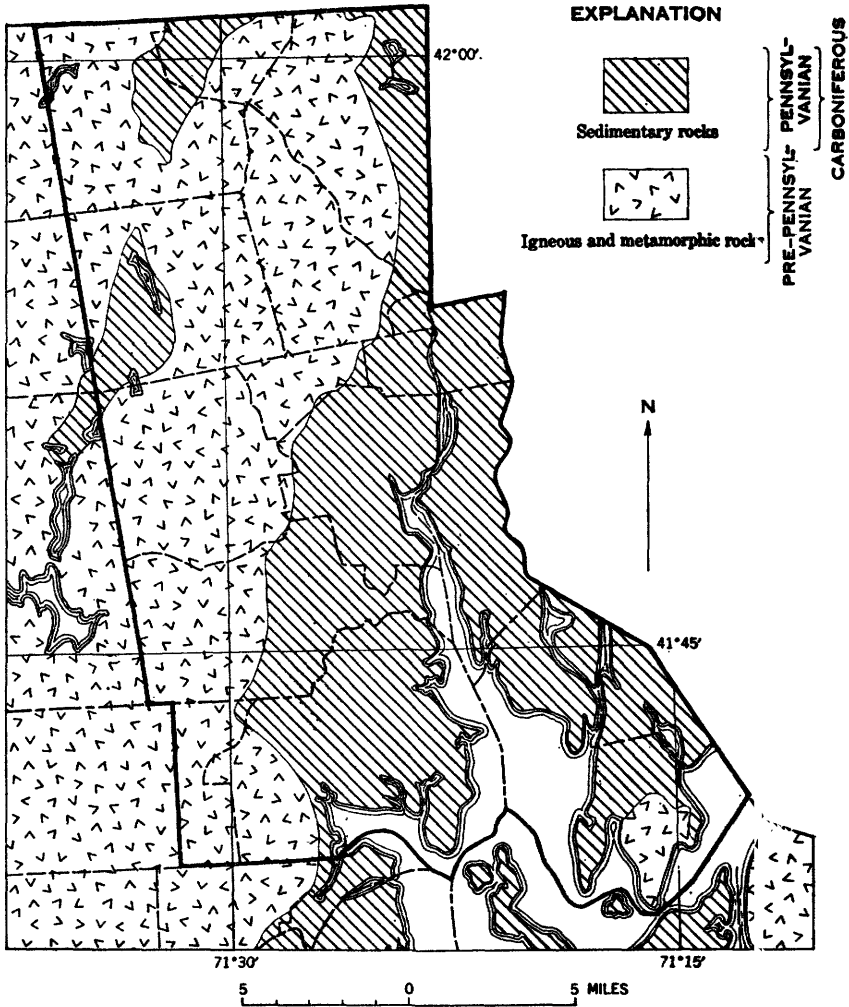 EXPLANATION
42°00'.
Sedimentary rocks
PENNSYL-
VANIAN
CARBONIFEROUS
Igneous and metamorphic rock
PRE-PENNSYL-
VANIAN
N
41°45'
71°30'
71°15'
5 0 5 MILES